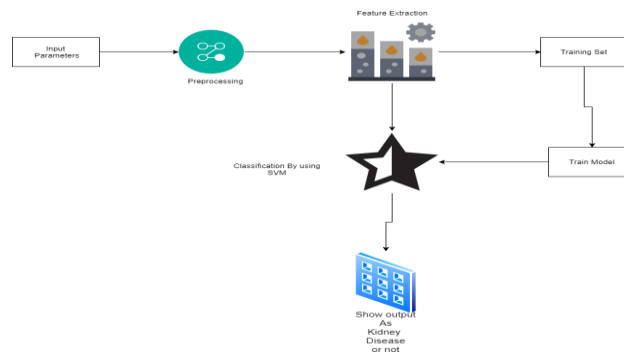 Feature Extraction
Input
Parameters
Preprocessing
Training Set
Classification By using
SVM
Train Model
Show output
As
Kidney
Disease
or not